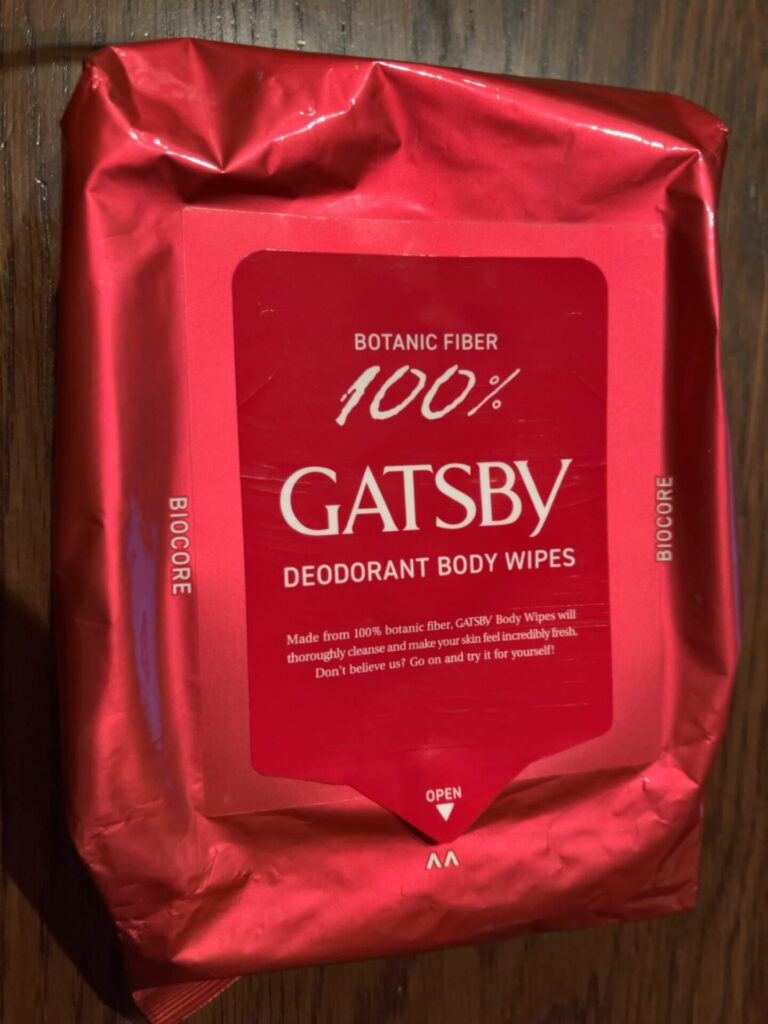 BOTANIC FIBER
100%
GATSBY
DEODORANT BODY WIPES
Made from 100% botanic fiber, GATSBY Body Wipes will
thoroughly cleanse and make your skin feel incredibly fresh.
Don't believe us? Go on and try it for yourself!
BIOCORE
BIOCORE
OPEN